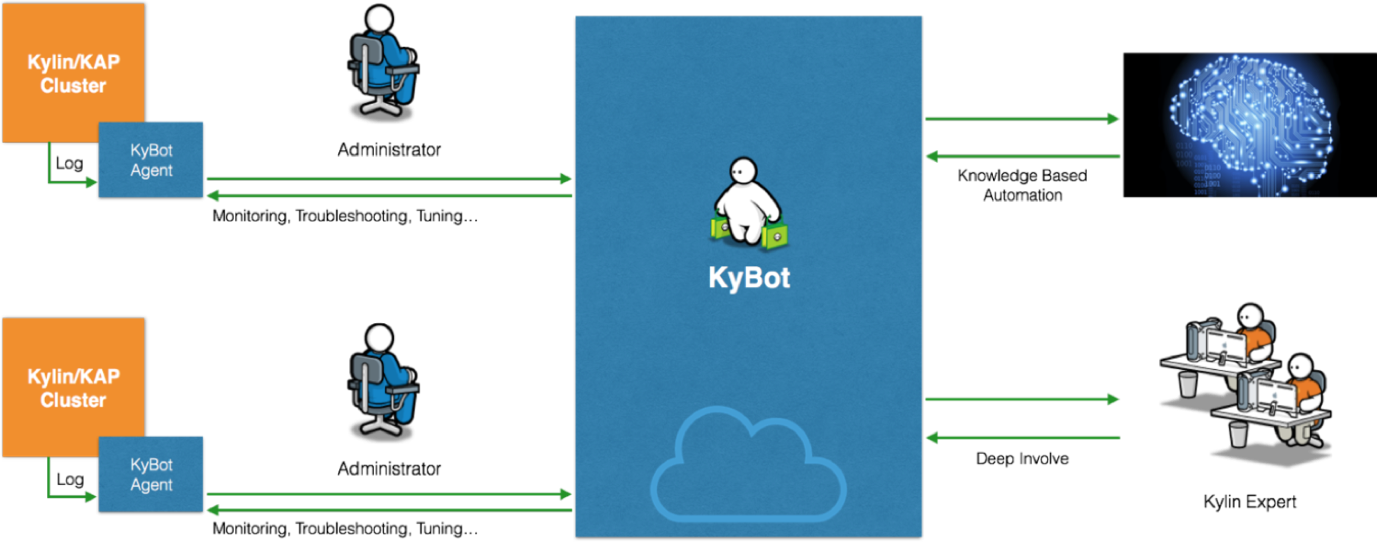 Kylin/KAP
Cluster
Log
KyBot
Agent
Administrator
Monitoring, Troubleshooting, Tuning...
Kylin/KAP
Cluster
Log
KyBot
Agent
Administrator
Monitoring, Troubleshooting, Tuning...
KyBot
Knowledge Based
Automation
Deep Involve
Kylin Expert